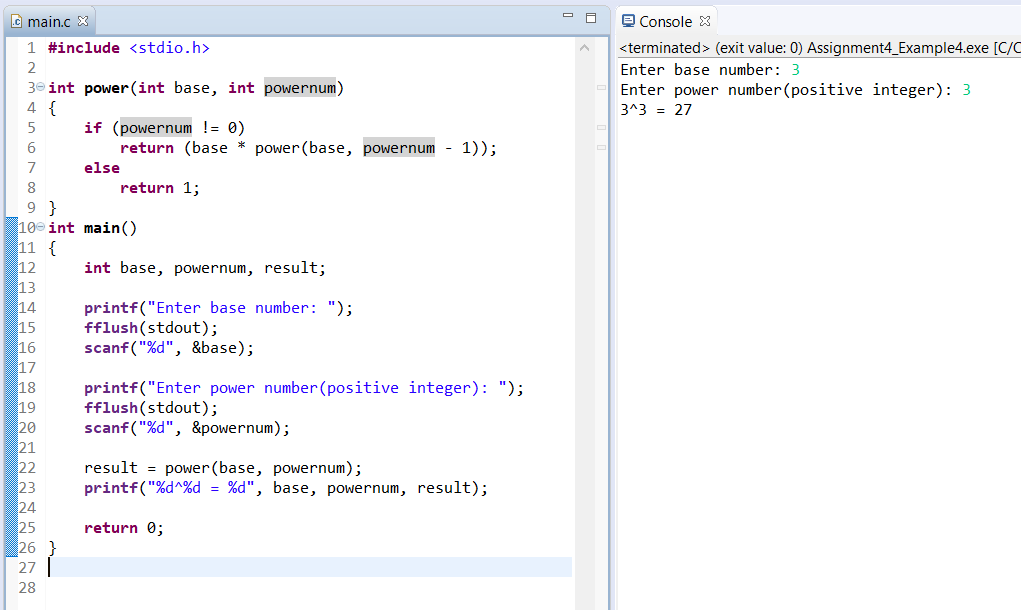 main.c
1 #include <stdio.h>
2
3 int power(int base, int powernum)
4 {
5     if (powernum != 0)
6         return (base * power(base, powernum - 1));
7     else
8         return 1;
9 }
10 int main()
11 {
12     int base, powernum, result;
13
14     printf("Enter base number: ");
15     fflush(stdout);
16     scanf("%d", &base);
17
18     printf("Enter power number(positive integer): ");
19     fflush(stdout);
20     scanf("%d", &powernum);
21
22     result = power(base, powernum);
23     printf("%d^%d = %d", base, powernum, result);
24
25     return 0;
26 }
27
28
Console
<terminated> (exit value: 0) Assignment4_Example4.exe [C/C
Enter base number: 3
Enter power number(positive integer): 3
3^3 = 27